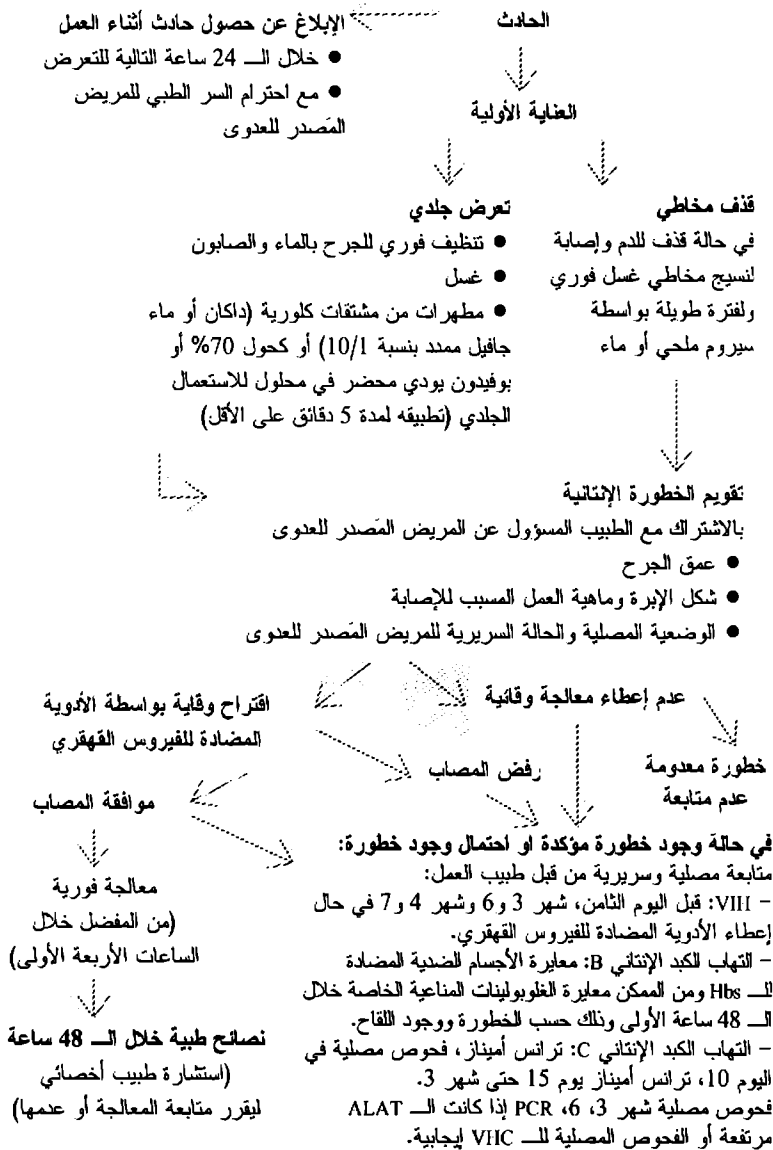 الحادث
الإبلاغ عن حصول حادث أثناء العمل
● خلال الـ 24 ساعة التالية للتعرض
● مع احترام السر الطبي للمريض
المَصدر للعدوى
العناية الأولية
قذف مخاطي
في حالة قذف للدم وإصابة
لنسيج مخاطي غسل فوري
ولفترة طويلة بواسطة
سيروم ملحي أو ماء
تعرض جلدي
● تنظيف فوري للجرح بالماء والصابون
● غسل
● مطهرات من مشتقات كلورية (داكان أو ماء
جافيل ممدد بنسبة 10/1) أو كحول 70% أو
بوفيدون يودي محضر في محلول للاستعمال
الجلدي (تطبيقه لمدة 5 دقائق على الأقل)
تقويم الخطورة الإنتانية
بالاشتراك مع الطبيب المسؤول عن المريض المَصدر للعدوى
● عمق الجرح
● شكل الإبرة وماهية العمل المسبب للإصابة
● الوضعية المصلية والحالة السريرية للمريض المَصدر للعدوى
عدم إعطاء معالجة وقائية
خطورة معدومة
عدم متابعة
اقتراح وقاية بواسطة الأدوية
المضادة للفيروس القهقري
رفض المصاب
موافقة المصاب
معالجة فورية
(من المفضل خلال
الساعات الأربعة الأولى)
نصائح طبية خلال الـ 48 ساعة
(استشارة طبيب أخصائي
ليقرر متابعة المعالجة أو عدمها)
في حالة وجود خطورة مؤكدة او احتمال وجود خطورة:
متابعة مصلية وسريرية من قبل طبيب العمل:
– VIH: قبل اليوم الثامن، شهر 3 و6 وشهر 4 و7 في حال
إعطاء الأدوية المضادة للفيروس القهقري.
– التهاب الكبد الإنتاني B: معايرة الأجسام الضدية المضادة
للـ Hbs ومن الممكن معايرة الغلوبولينات المناعية الخاصة خلال
الـ 48 ساعة الأولى وذلك حسب الخطورة ووجود اللقاح.
– التهاب الكبد الإنتاني C: ترانس أميناز، فحوص مصلية في
اليوم 10، ترانس أميناز يوم 15 حتى شهر 3.
فحوص مصلية شهر 3، 6، PCR إذا كانت الـ ALAT
مرتفعة أو الفحوص المصلية للـ VHC إيجابية.